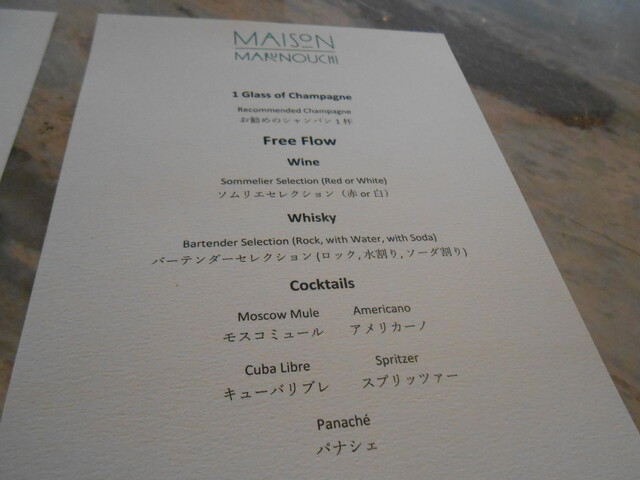 MAISON
MARUNOUCHI
1 Glass of Champagne
Recommended Champagne
お勧めのシャンパン 1 杯
Free Flow
Wine
Sommelier Selection (Red or White)
ソムリエセレクション (赤 or 白)
Whisky
Bartender Selection (Rock, with Water, with Soda)
バーテンダーセレクション (ロック, 水割り, ソーダ割り)
Cocktails
Moscow Mule Americano
モスコミュール アメリカーノ
Cuba Libre Spritzer
キューバリブレ スプリッツァー
Panaché
パナシェ